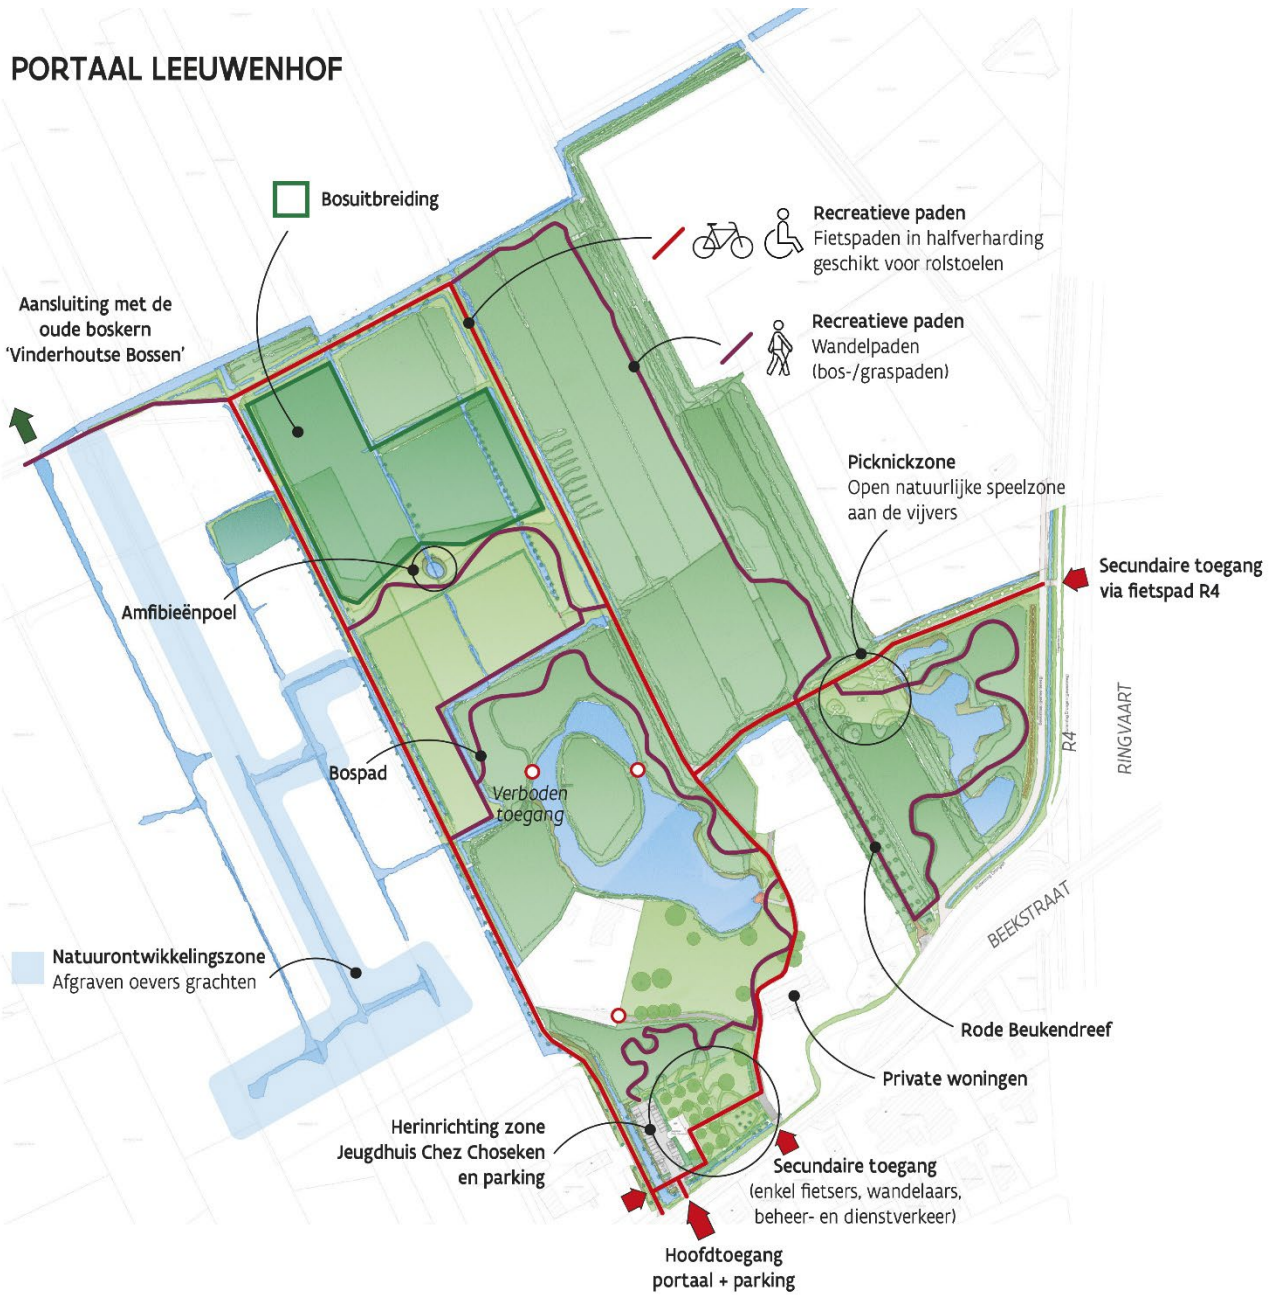 PORTAAL LEEUWENHOF
Bosuitbreiding
Recreatieve paden
Fietspaden in halfverharding
geschikt voor rolstoelen
Aansluiting met de
oude boskern
‘Vinderhoutse Bossen’
Recreatieve paden
Wandelpaden
(bos-/graspaden)
Picknickzone
Open natuurlijke speelzone
aan de vijvers
Secundaire toegang
via fietspad R4
Amfibieënpoel
R4
RINGVAART
Bospad
Verboden
toegang
BEEKSTRAAT
Natuurontwikkelingszone
Afgraven oevers grachten
Rode Beukendreef
Private woningen
Herinrichting zone
Jeugdhuis Chez Choseken
en parking
Secundaire toegang
(enkel fietsers, wandelaars,
beheer- en dienstverkeer)
Hoofdtoegang
portaal + parking